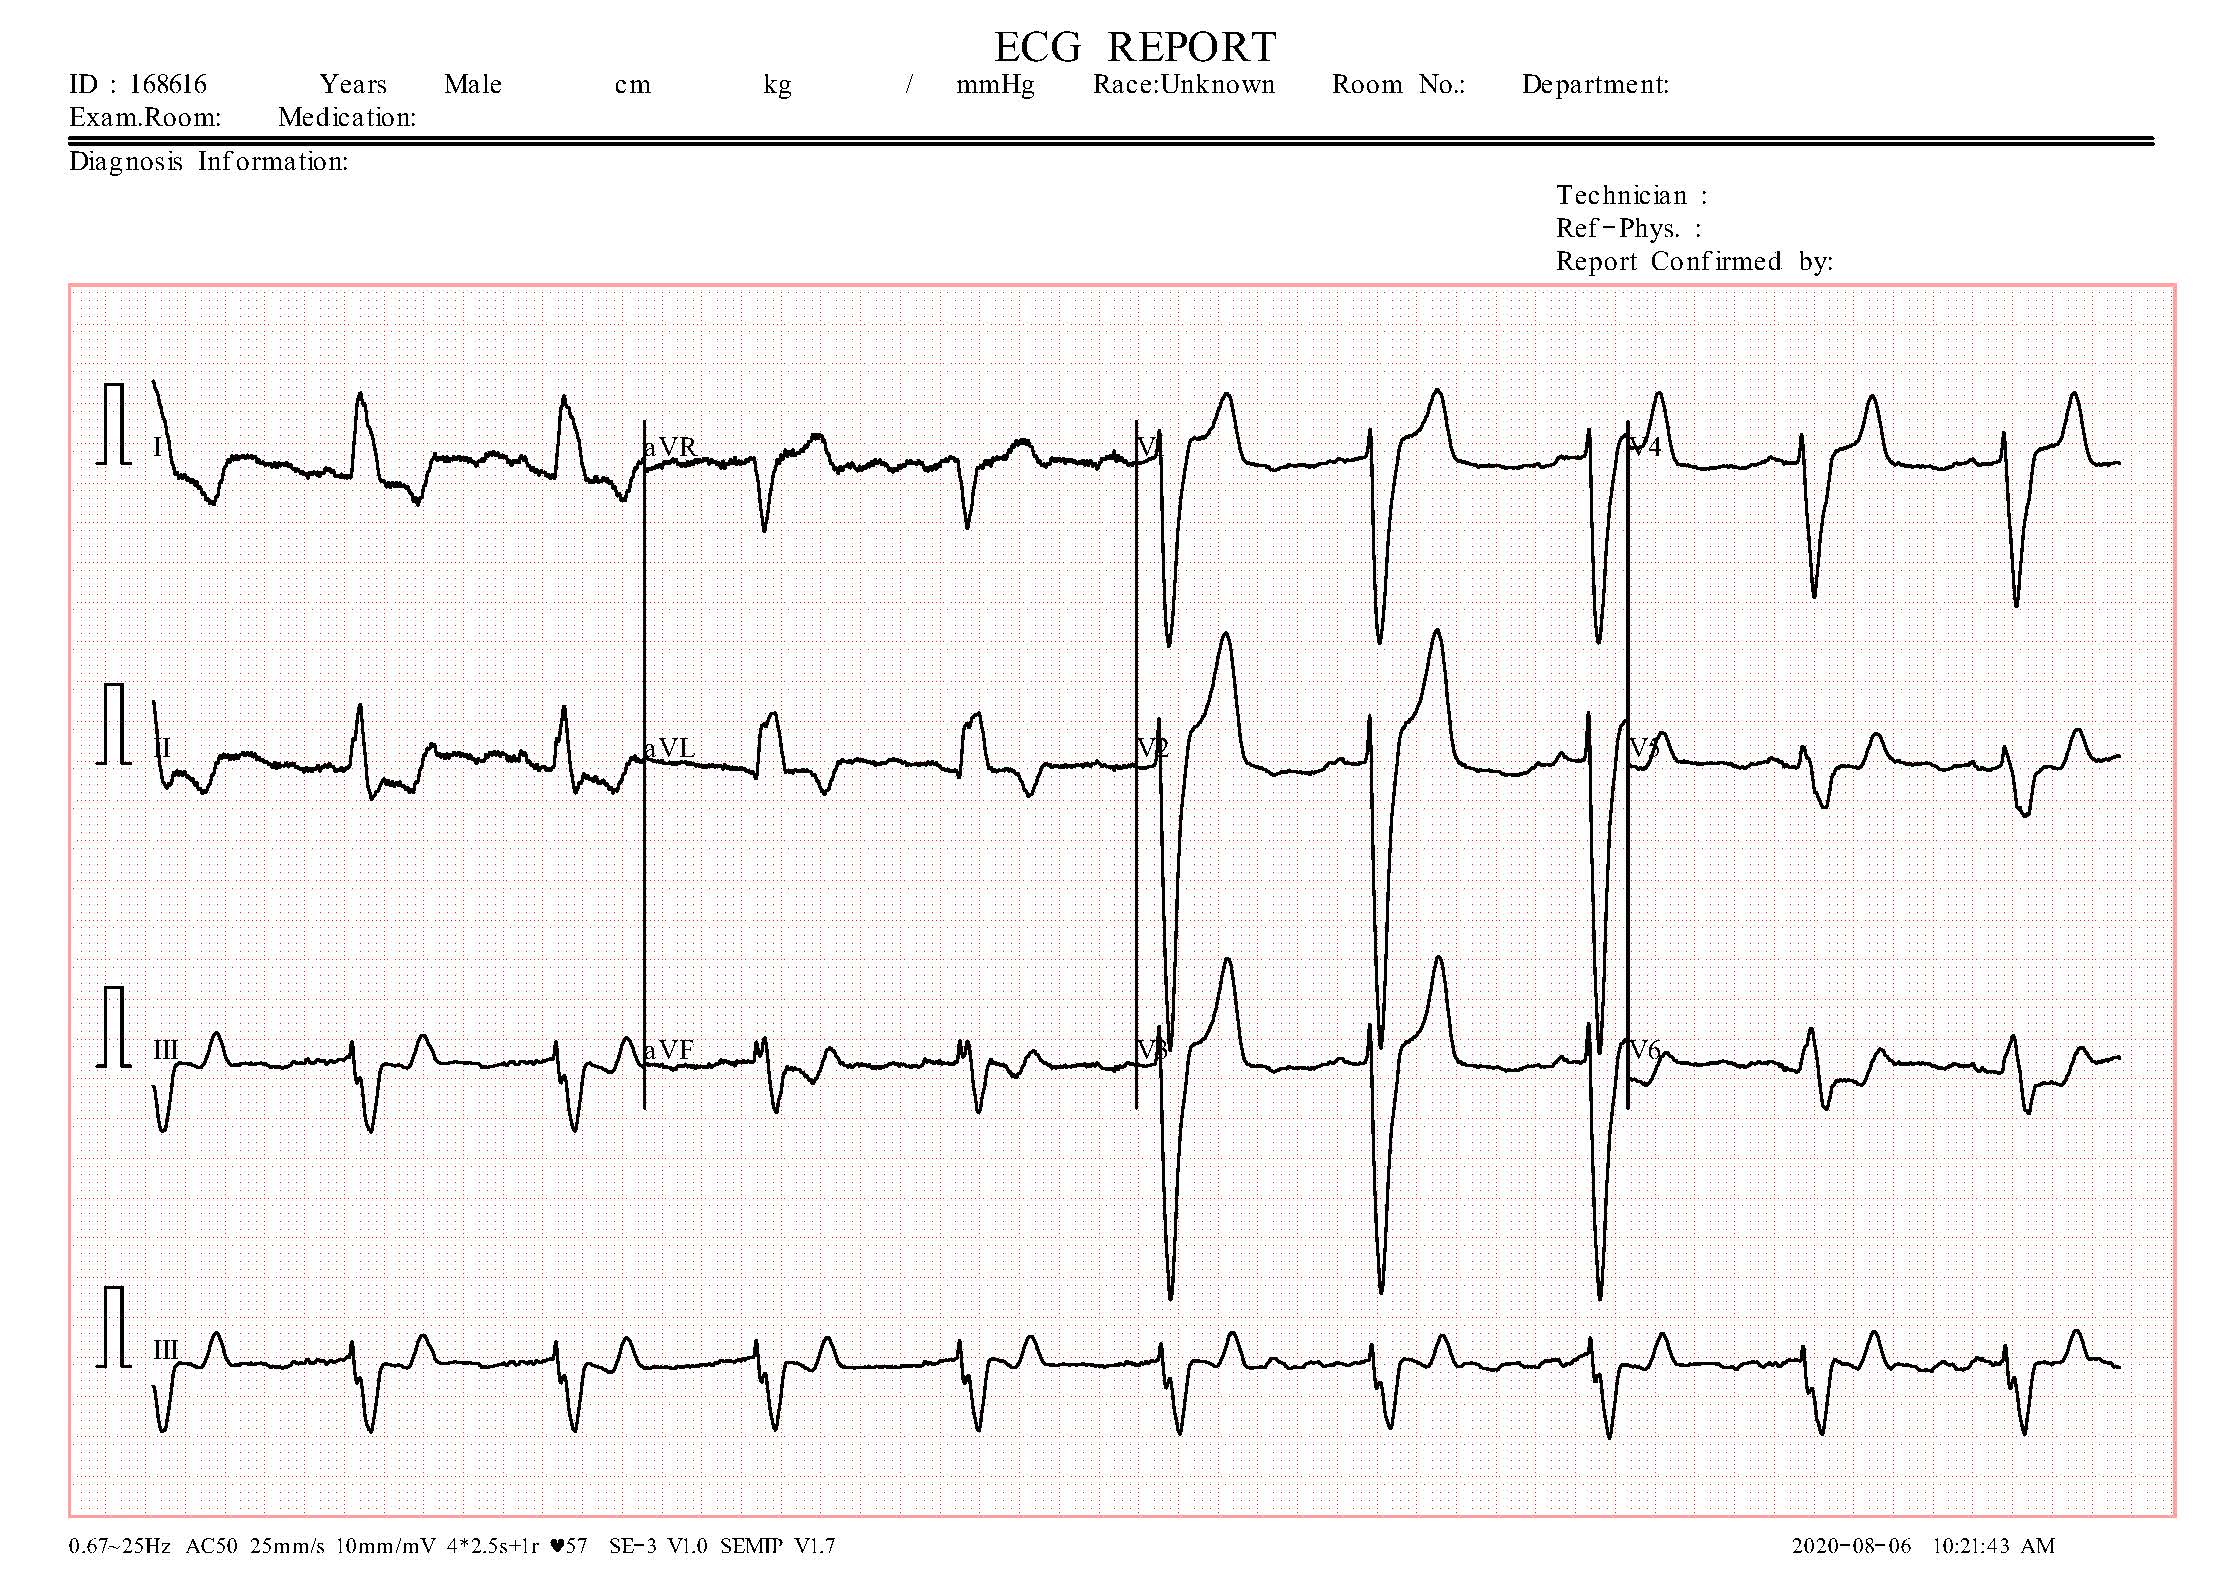 ECG REPORT
ID : 168616 Years Male cm kg / mmHg Race:Unknown Room No.: Department:
Exam.Room: Medication:
Diagnosis Information:
Technician :
Ref-Phys. :
Report Confirmed by:
I aVR V1 V4
II aVL V2 V5
III aVF V3 V6
III
0.67~25Hz AC50 25mm/s 10mm/mV 4*2.5s+1r ♥57 SE-3 V1.0 SEMIP V1.7 2020-08-06 10:21:43 AM